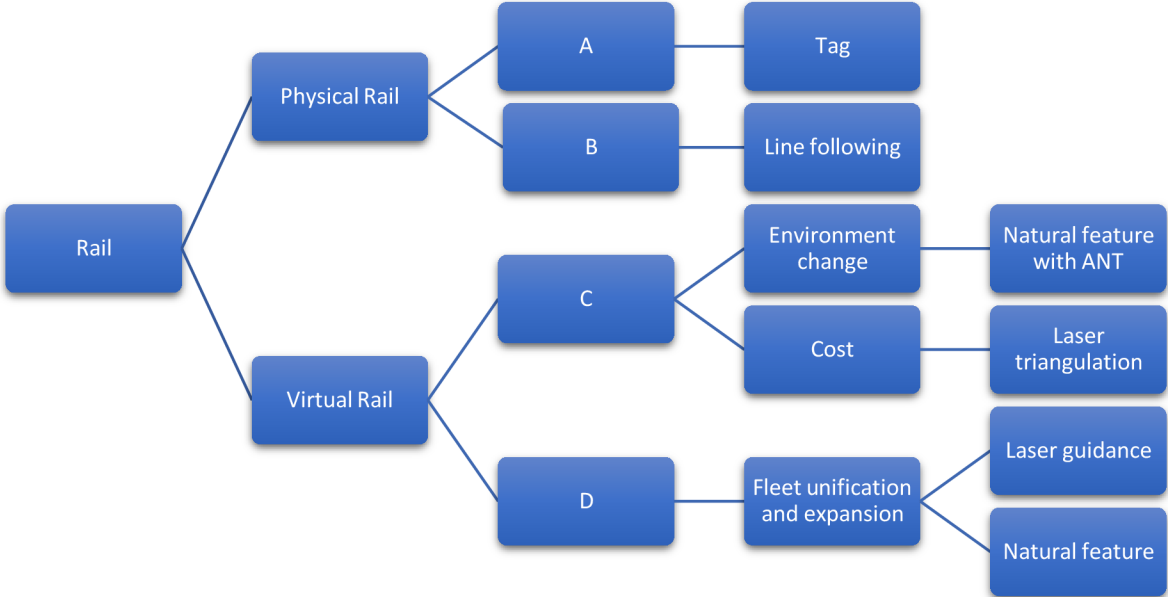 A
Tag
Physical Rail
B
Line following
Rail
Environment
change
Natural feature
with ANT
C
Cost
Laser
triangulation
Virtual Rail
Laser guidance
D
Fleet unification
and expansion
Natural feature